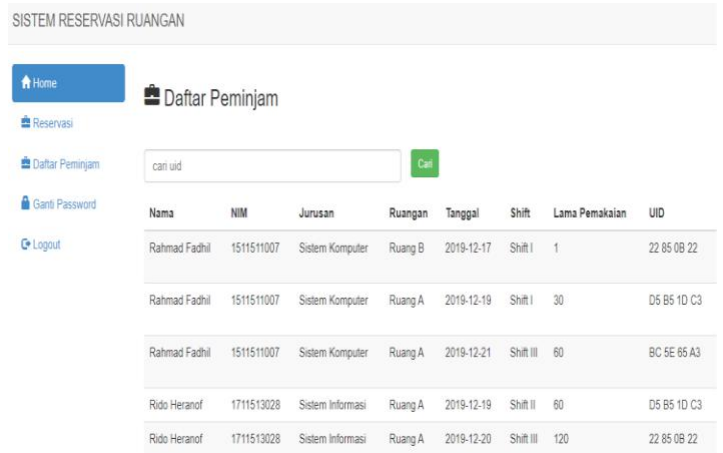 SISTEM RESERVASI RUANGAN
Home
Reservasi
Daftar Peminjam
Ganti Password
Logout
Daftar Peminjam
cari uid
Cari
Nama NIM Jurusan Ruangan Tanggal Shift Lama Pemakaian UID
Rahmad Fadhil 1511511007 Sistem Komputer Ruang B 2019-12-17 Shift I 1 22 85 0B 22
Rahmad Fadhil 1511511007 Sistem Komputer Ruang A 2019-12-19 Shift I 30 D5 B5 1D C3
Rahmad Fadhil 1511511007 Sistem Komputer Ruang A 2019-12-21 Shift III 60 BC 5E 65 A3
Rido Heranof 1711513028 Sistem Informasi Ruang A 2019-12-19 Shift II 60 D5 B5 1D C3
Rido Heranof 1711513028 Sistem Informasi Ruang A 2019-12-20 Shift III 120 22 85 0B 22